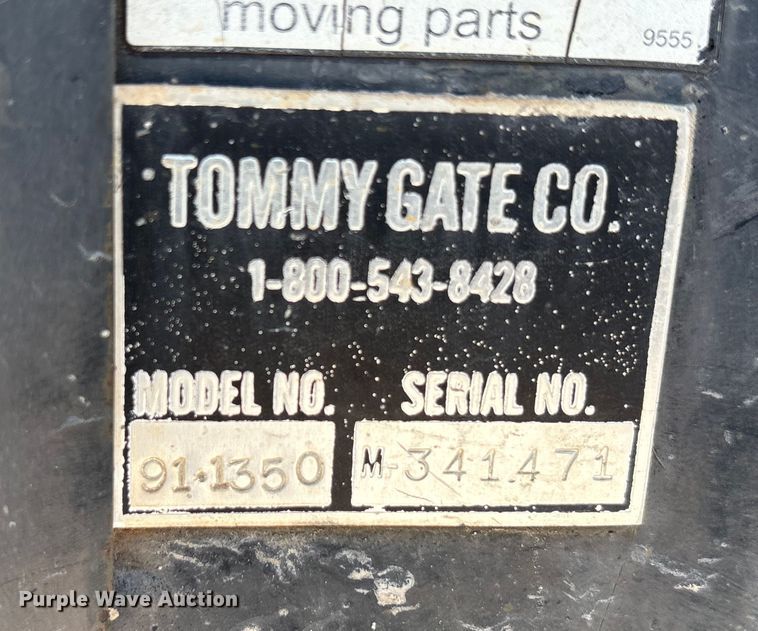 moving parts
9555
TOMMY GATE CO.
1-800-543-8428
MODEL NO. SERIAL NO.
91-1350 M-341471
Purple Wave Auction